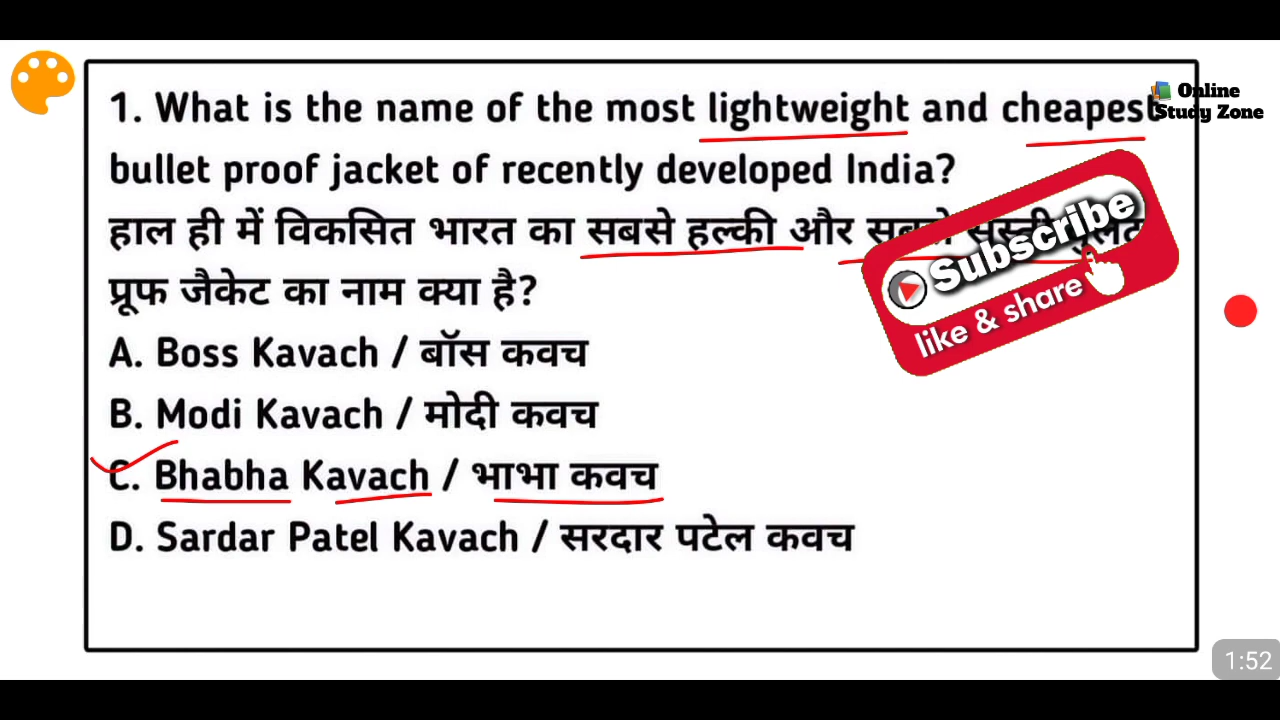 1. What is the name of the most lightweight and cheapest
bullet proof jacket of recently developed India?
हाल ही में विकसित भारत का सबसे हल्की और
प्रूफ जैकेट का नाम क्या है?
A. Boss Kavach / बॉस कवच
B. Modi Kavach / मोदी कवच
C. Bhabha Kavach / भाभा कवच
D. Sardar Patel Kavach / सरदार पटेल कवच
Online
Study Zone
Subscribe
like & share
1:52